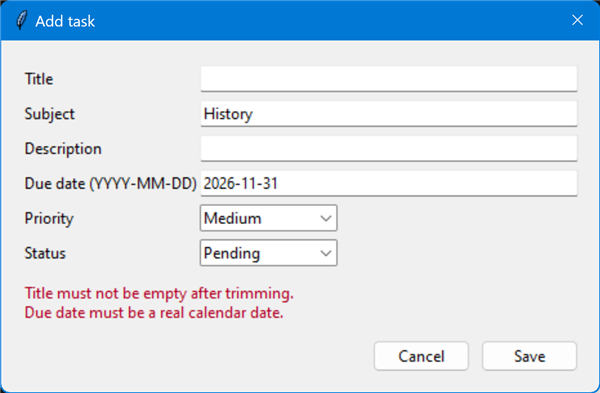 Add task
Title
Subject History
Description
Due date (YYYY-MM-DD) 2026-11-31
Priority Medium
Status Pending
Title must not be empty after trimming.
Due date must be a real calendar date.
Cancel Save